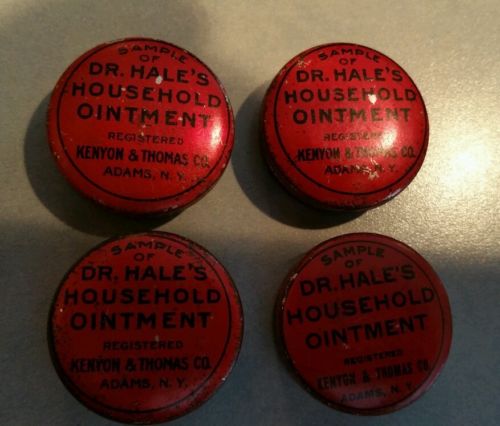 SAMPLE
OF
DR. HALE'S
HOUSEHOLD
OINTMENT
REGISTERED
KENYON & THOMAS CO.
ADAMS, N. Y.
SAMPLE
OF
DR. HALE'S
HOUSEHOLD
OINTMENT
REGISTERED
KENYON & THOMAS CO.
ADAMS, N. Y.
SAMPLE
OF
DR. HALE'S
HOUSEHOLD
OINTMENT
REGISTERED
KENYON & THOMAS CO.
ADAMS, N. Y.
SAMPLE
OF
DR. HALE'S
HOUSEHOLD
OINTMENT
REGISTERED
KENYON & THOMAS CO.
ADAMS, N. Y.